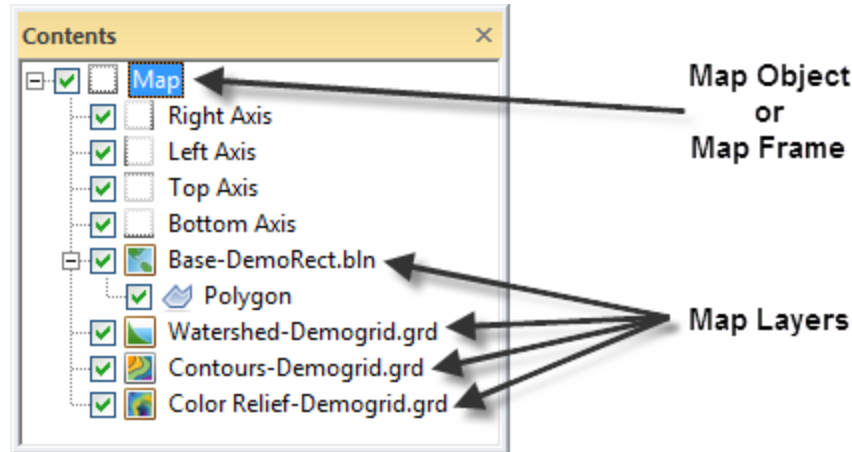 Contents
Map
Right Axis
Left Axis
Top Axis
Bottom Axis
Base-DemoRect.bln
Polygon
Watershed-Demogrid.grd
Contours-Demogrid.grd
Color Relief-Demogrid.grd
Map Object
or
Map Frame
Map Layers